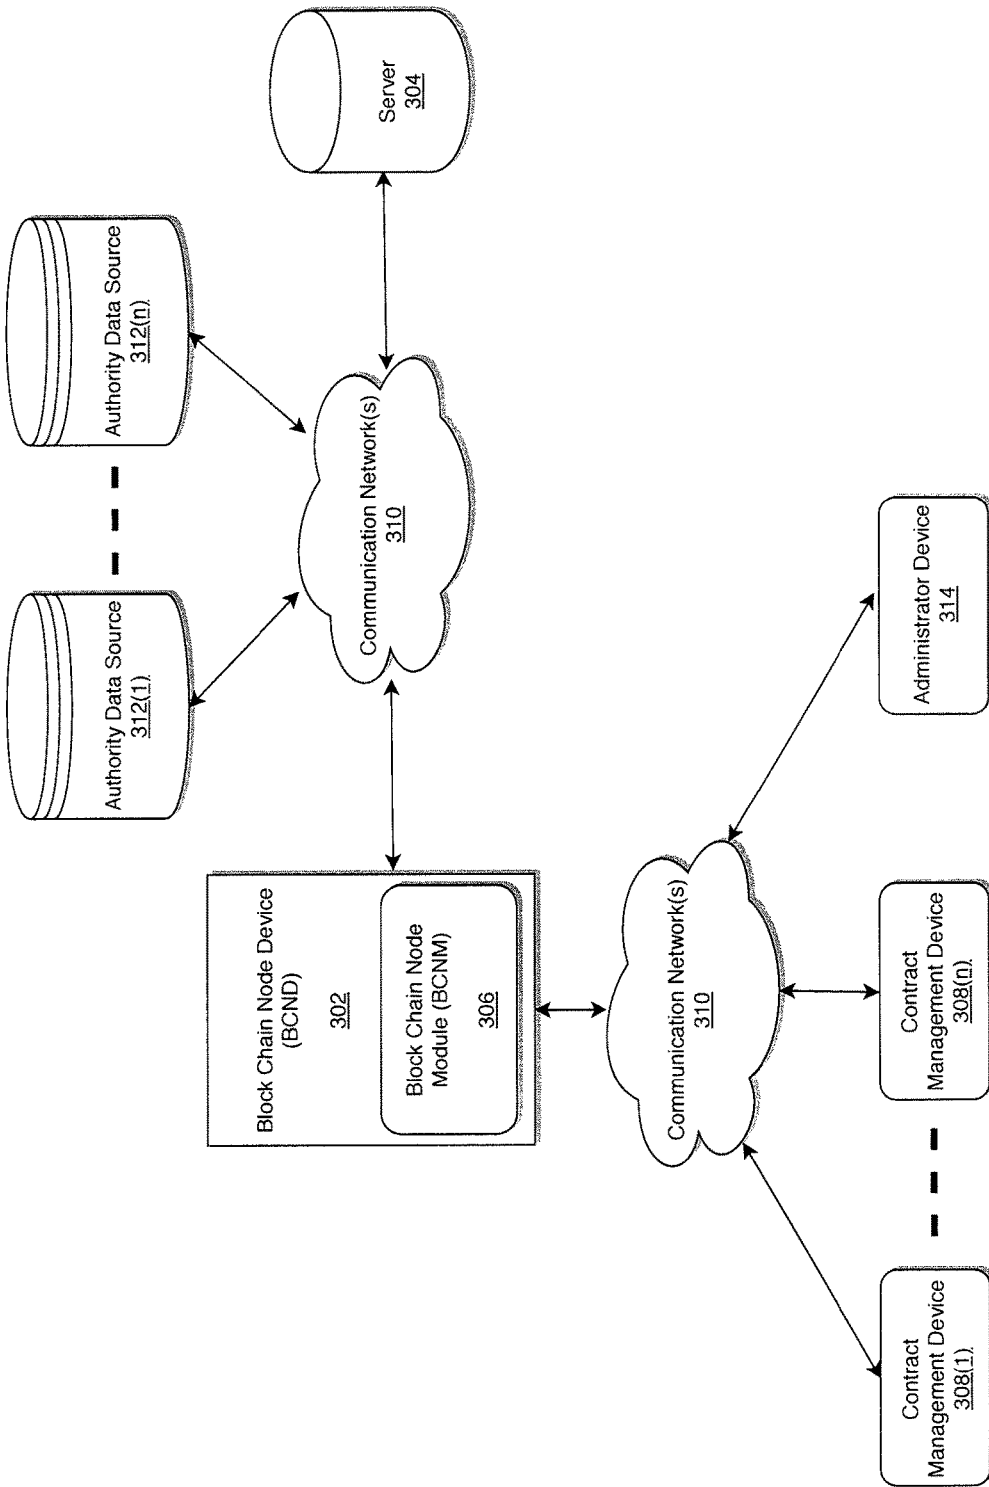 Authority Data Source
312(1)
Authority Data Source
312(n)
Server
304
Communication Network(s)
310
Block Chain Node Device
(BCND)
302
Block Chain Node
Module (BCNM)
306
Communication Network(s)
310
Contract
Management Device
308(1)
Contract
Management Device
308(n)
Administrator Device
314